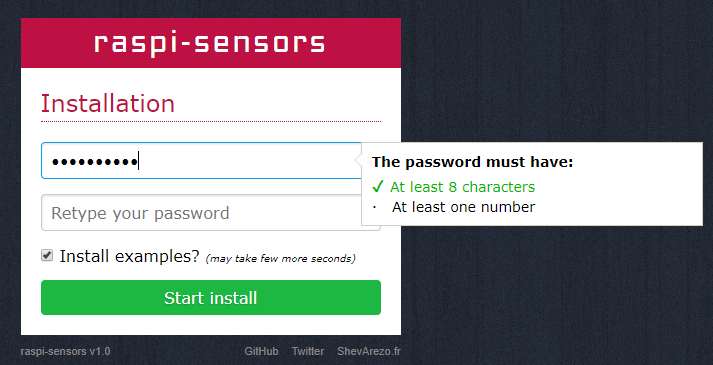 raspi-sensors
Installation
••••••••••
The password must have:
✓ At least 8 characters
· At least one number
Retype your password
Install examples? (may take few more seconds)
Start install
raspi-sensors v1.0 GitHub Twitter ShevArezo.fr